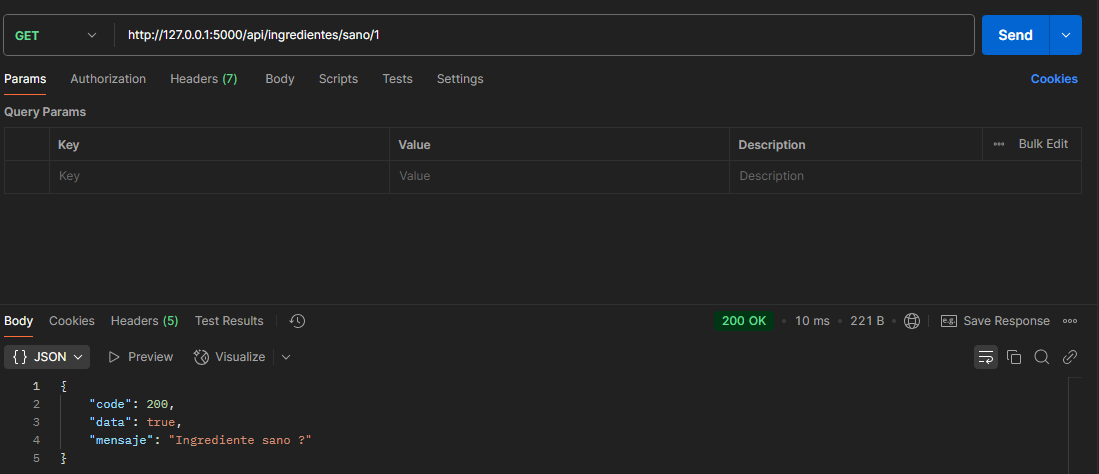 GET http://127.0.0.1:5000/api/ingredientes/sano/1 Send
Params Authorization Headers (7) Body Scripts Tests Settings Cookies
Query Params
Key Value Description Bulk Edit
Key Value Description
Body Cookies Headers (5) Test Results 200 OK 10 ms 221 B e.g. Save Response
{ } JSON Preview Visualize
1 {
2 "code": 200,
3 "data": true,
4 "mensaje": "Ingrediente sano ?"
5 }